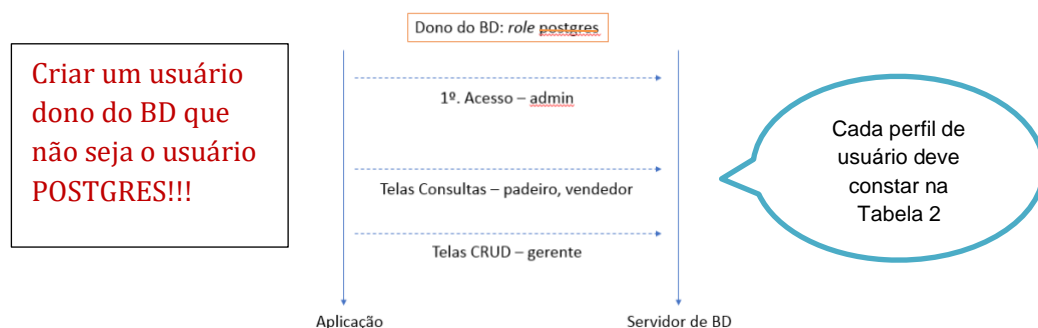 Dono do BD: role postgres
Criar um usuário
dono do BD que
não seja o usuário
POSTGRES!!!
1º. Acesso – admin
Telas Consultas – padeiro, vendedor
Telas CRUD – gerente
Cada perfil de
usuário deve
constar na
Tabela 2
Aplicação
Servidor de BD